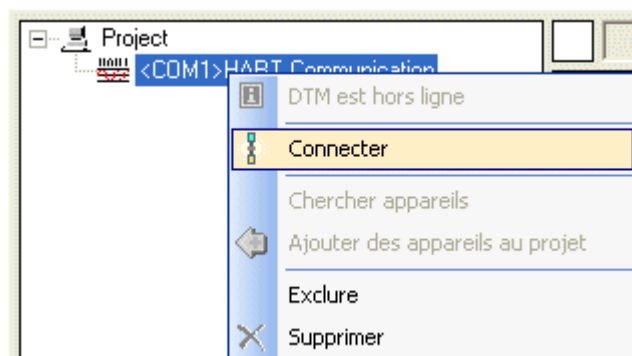 Project
<COM1>HART Communication
DTM est hors ligne
Connecter
Chercher appareils
Ajouter des appareils au projet
Exclure
Supprimer